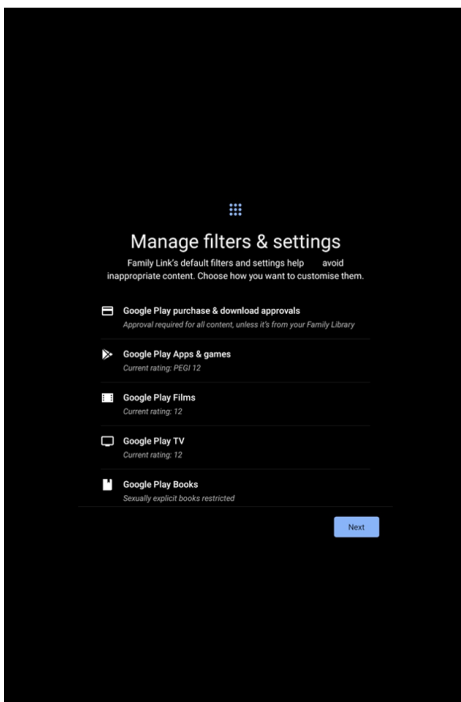 Manage filters & settings
Family Link's default filters and settings help avoid
inappropriate content. Choose how you want to customise them.
Google Play purchase & download approvals
Approval required for all content, unless it's from your Family Library
Google Play Apps & games
Current rating: PEGI 12
Google Play Films
Current rating: 12
Google Play TV
Current rating: 12
Google Play Books
Sexually explicit books restricted
Next